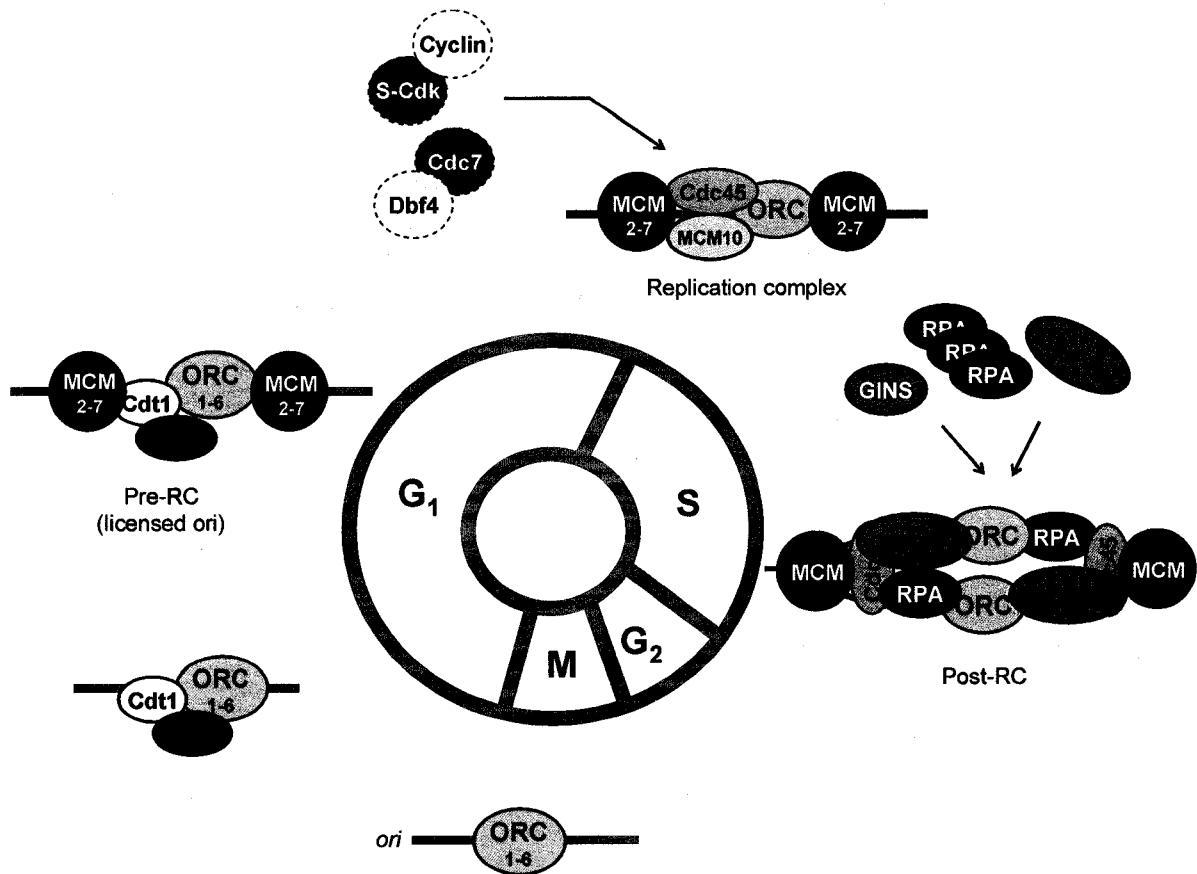 Cyclin
S-Cdk
Cdc7
Dbf4
MCM
2-7
Cdc45
MCM10
ORC
MCM
2-7
Replication complex
RPA
RPA
RPA
GINS
MCM
2-7
Cdt1
ORC
1-6
MCM
2-7
Pre-RC
(licensed ori)
G1
S
G2
M
MCM
ORC
RPA
RPA
ORC
MCM
Post-RC
Cdt1
ORC
1-6
ori
ORC
1-6